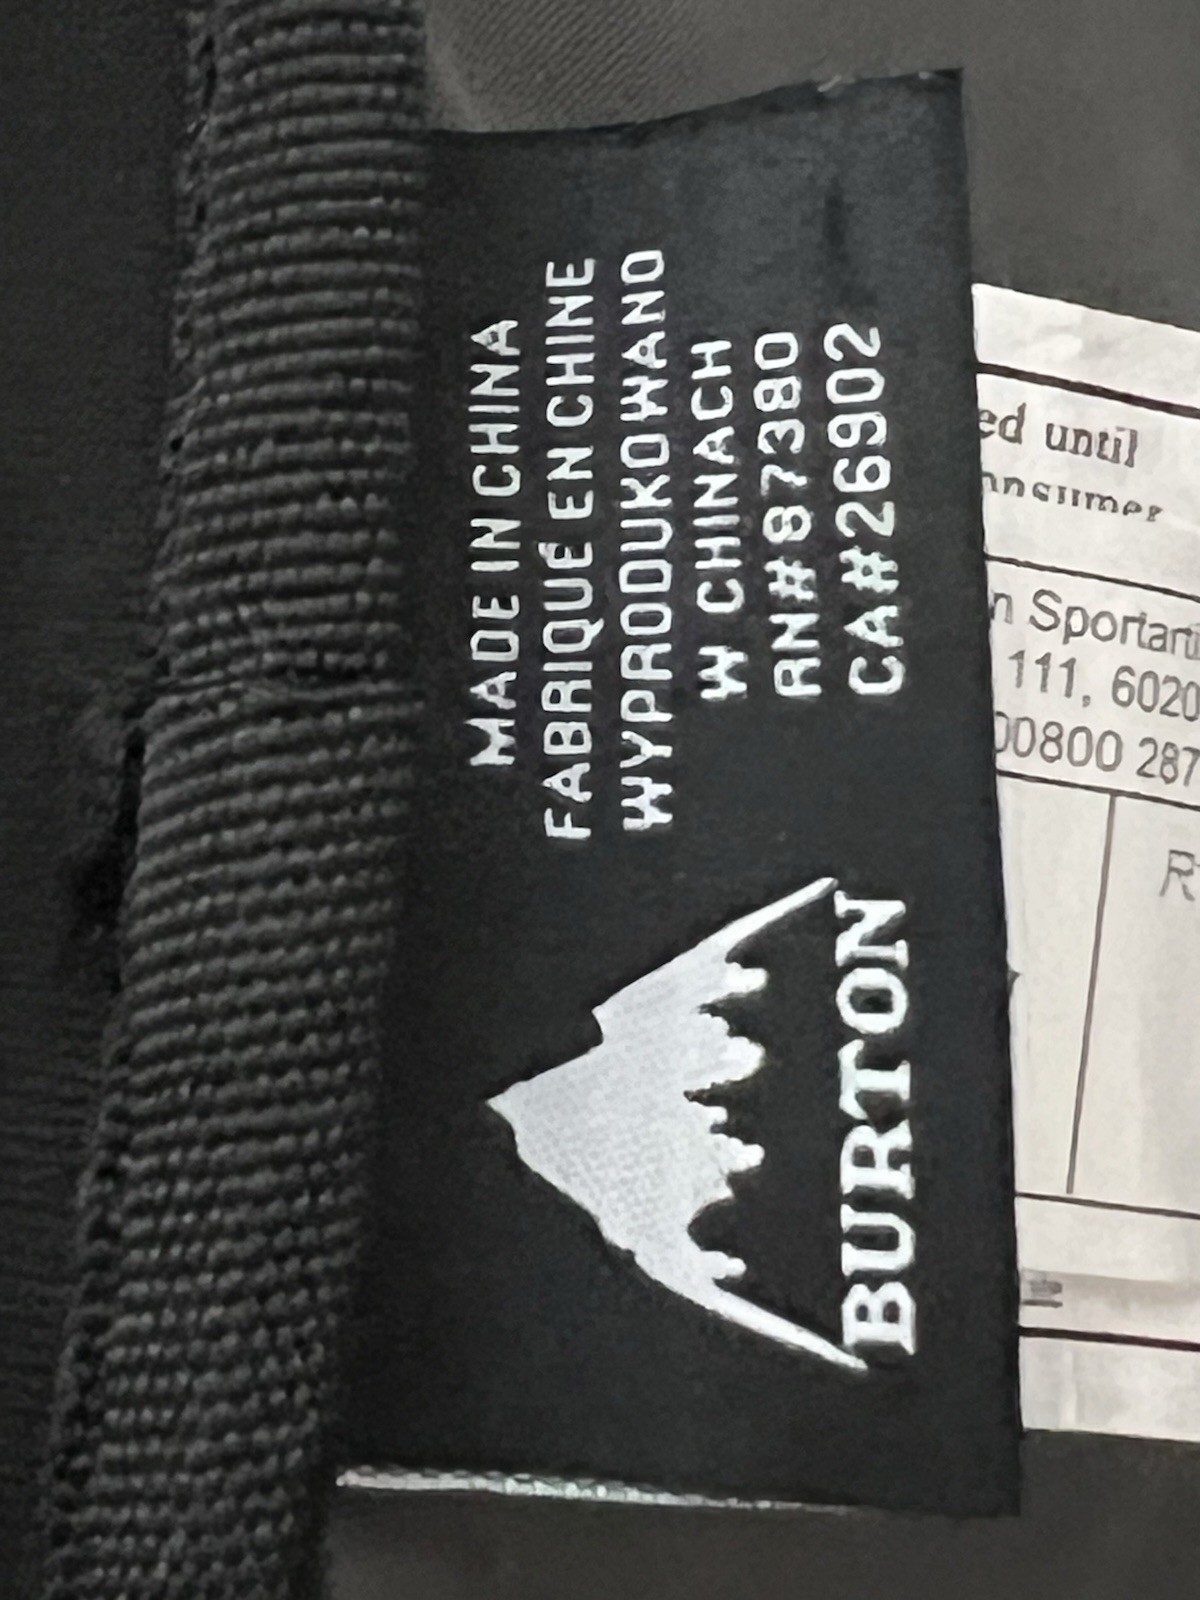 MADE IN CHINA
FABRIQUÉ EN CHINE
WYPRODUKOWANO
W CHINACH
RN#87380
CA#26902
BURTON
ed until
n Sportarti
111, 6020
00800 287